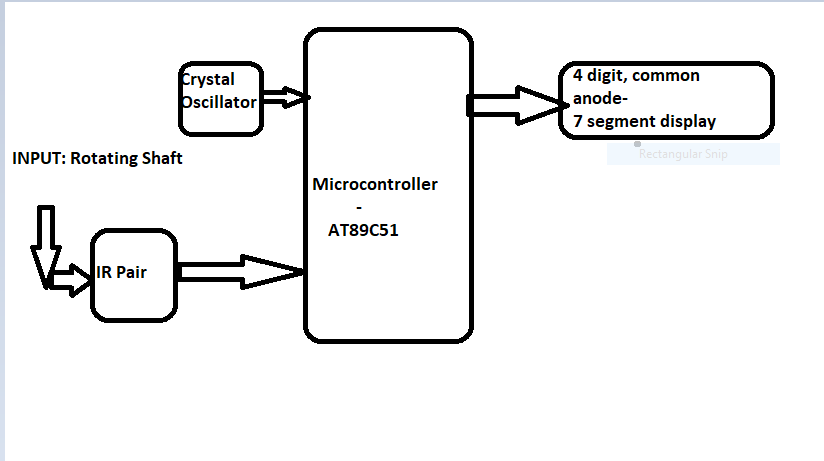 Crystal
Oscillator
4 digit, common
anode-
7 segment display
Rectangular Snip
INPUT: Rotating Shaft
Microcontroller
-
AT89C51
IR Pair